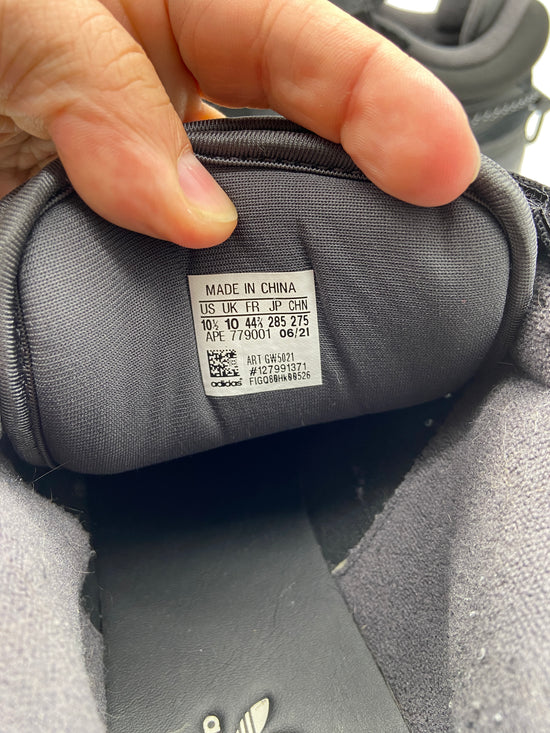 MADE IN CHINA
US UK FR JP CHN
10½ 10 44⅔ 285 275
APE 779001 06/21
ART GW5021
#127991371
adidas